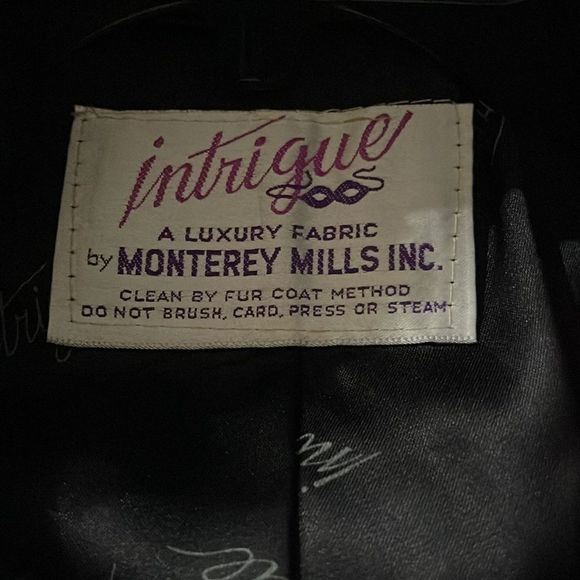 intrigue
A LUXURY FABRIC
by MONTEREY MILLS INC.
CLEAN BY FUR COAT METHOD
DO NOT BRUSH, CARD, PRESS OR STEAM